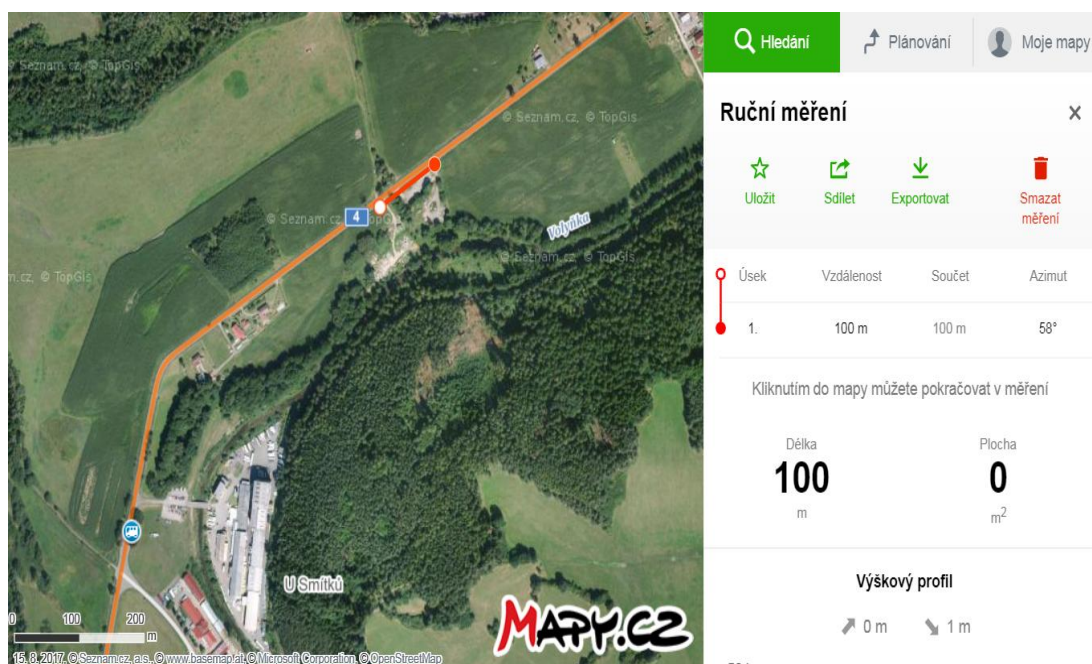 Seznam.cz, © TopGis
© Seznam.cz, © TopGis
© Seznam.cz, © TopGis
4
Volyňka
© Seznam.cz, © TopGis
m.cz, © TopGis
U Smítků
0 100 200
m
MAPY.CZ
15. 8. 2017, © Seznam.cz, a.s., © www.basemap.at, © Microsoft Corporation, © OpenStreetMap
Hledání
Plánování
Moje mapy
Ruční měření
×
Uložit
Sdílet
Exportovat
Smazat
měření
Úsek Vzdálenost Součet Azimut
1. 100 m 100 m 58°
Kliknutím do mapy můžete pokračovat v měření
Délka
100
m
Plocha
0
m²
Výškový profil
0 m 1 m